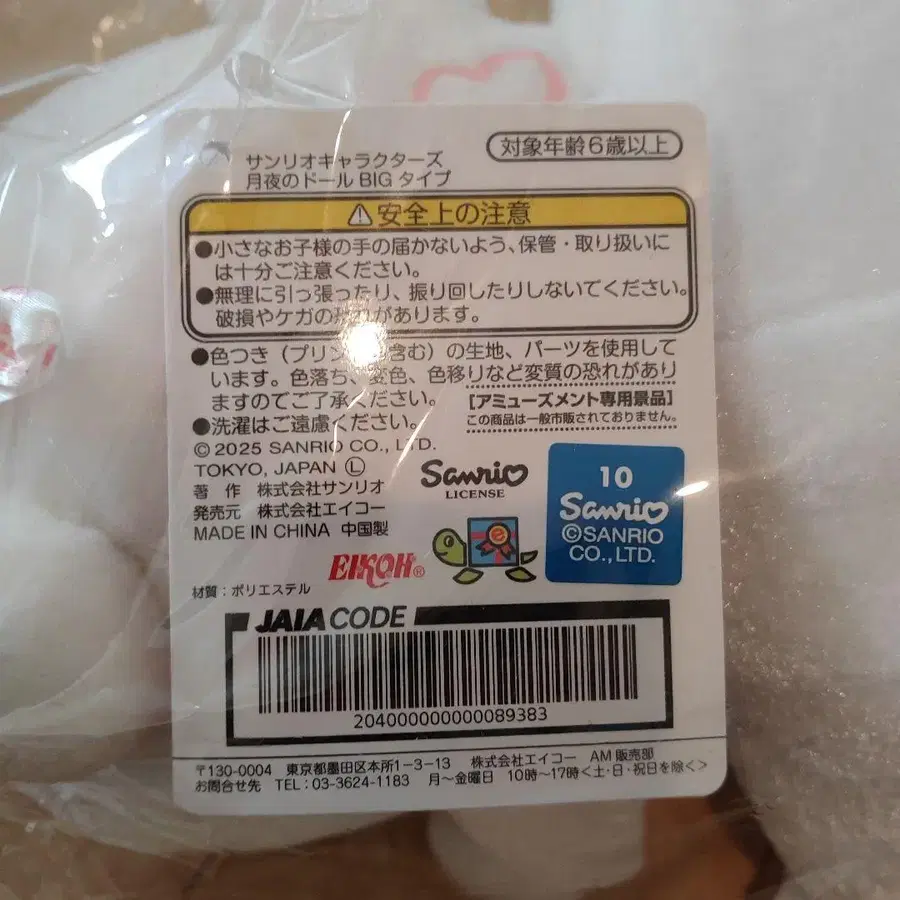 サンリオキャラクターズ
月夜のドール BIG タイプ
対象年齢6歳以上
⚠安全上の注意
●小さなお子様の手の届かないよう、保管・取り扱いに
は十分ご注意ください。
●無理に引っ張ったり、振り回したりしないでください。
破損やケガの恐れがあります。
●色つき（プリント含む）の生地、パーツを使用して
います。色落ち、変色、色移りなど変質の恐れがあり
ますのでご了承ください。
●洗濯はご遠慮ください。
[アミューズメント専用景品]
この商品は一般市販されておりません。
© 2025 SANRIO CO., LTD.
TOKYO, JAPAN Ⓛ
著 作 株式会社サンリオ
発売元 株式会社エイコー
MADE IN CHINA 中国製
Sanrio
LICENSE
10
Sanrio
©SANRIO
CO., LTD.
EIKOH®
e
材質：ポリエステル
JAIA CODE
204000000000089383
〒130-0004 東京都墨田区本所1-3-13 株式会社エイコー AM販売部
お問合せ先 TEL：03-3624-1183 月～金曜日 10時～17時＜土・日・祝日を除く＞